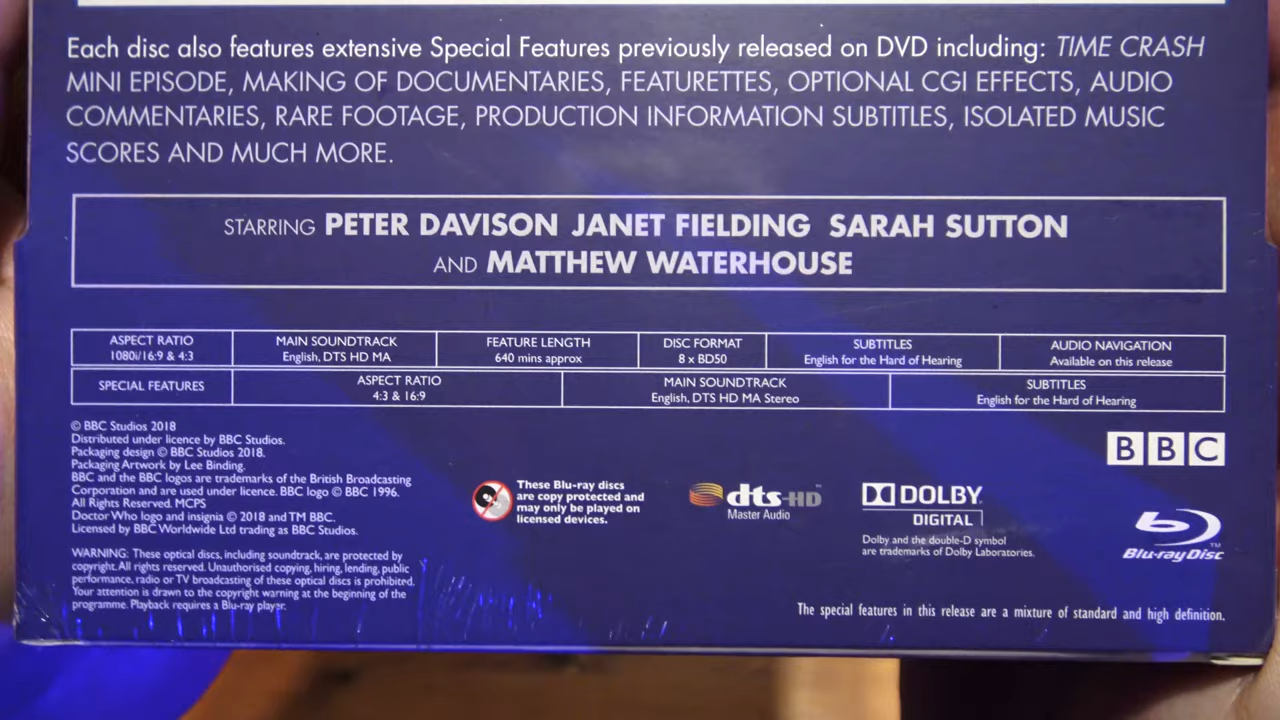 Each disc also features extensive Special Features previously released on DVD including: TIME CRASH
MINI EPISODE, MAKING OF DOCUMENTARIES, FEATURETTES, OPTIONAL CGI EFFECTS, AUDIO
COMMENTARIES, RARE FOOTAGE, PRODUCTION INFORMATION SUBTITLES, ISOLATED MUSIC
SCORES AND MUCH MORE.
STARRING PETER DAVISON JANET FIELDING SARAH SUTTON
AND MATTHEW WATERHOUSE
ASPECT RATIO
1080i/16:9 & 4:3
MAIN SOUNDTRACK
English, DTS HD MA
FEATURE LENGTH
640 mins approx
DISC FORMAT
8 x BD50
SUBTITLES
English for the Hard of Hearing
AUDIO NAVIGATION
Available on this release
SPECIAL FEATURES
ASPECT RATIO
4:3 & 16:9
MAIN SOUNDTRACK
English, DTS HD MA Stereo
SUBTITLES
English for the Hard of Hearing
© BBC Studios 2018
Distributed under licence by BBC Studios.
Packaging design © BBC Studios 2018.
Packaging Artwork by Lee Binding.
BBC and the BBC logos are trademarks of the British Broadcasting
Corporation and are used under licence. BBC logo © BBC 1996.
All Rights Reserved. MCPS
Doctor Who logo and insignia © 2018 and TM BBC.
Licensed by BBC Worldwide Ltd trading as BBC Studios.
WARNING: These optical discs, including soundtrack, are protected by
copyright. All rights reserved. Unauthorised copying, hiring, lending, public
performance, radio or TV broadcasting of these optical discs is prohibited.
Your attention is drawn to the copyright warning at the beginning of the
programme. Playback requires a Blu-ray player.
These Blu-ray discs
are copy protected and
may only be played on
licensed devices.
dts-HD
Master Audio
DOLBY
DIGITAL
Dolby and the double-D symbol
are trademarks of Dolby Laboratories.
BBC
Blu-ray Disc™
The special features in this release are a mixture of standard and high definition.